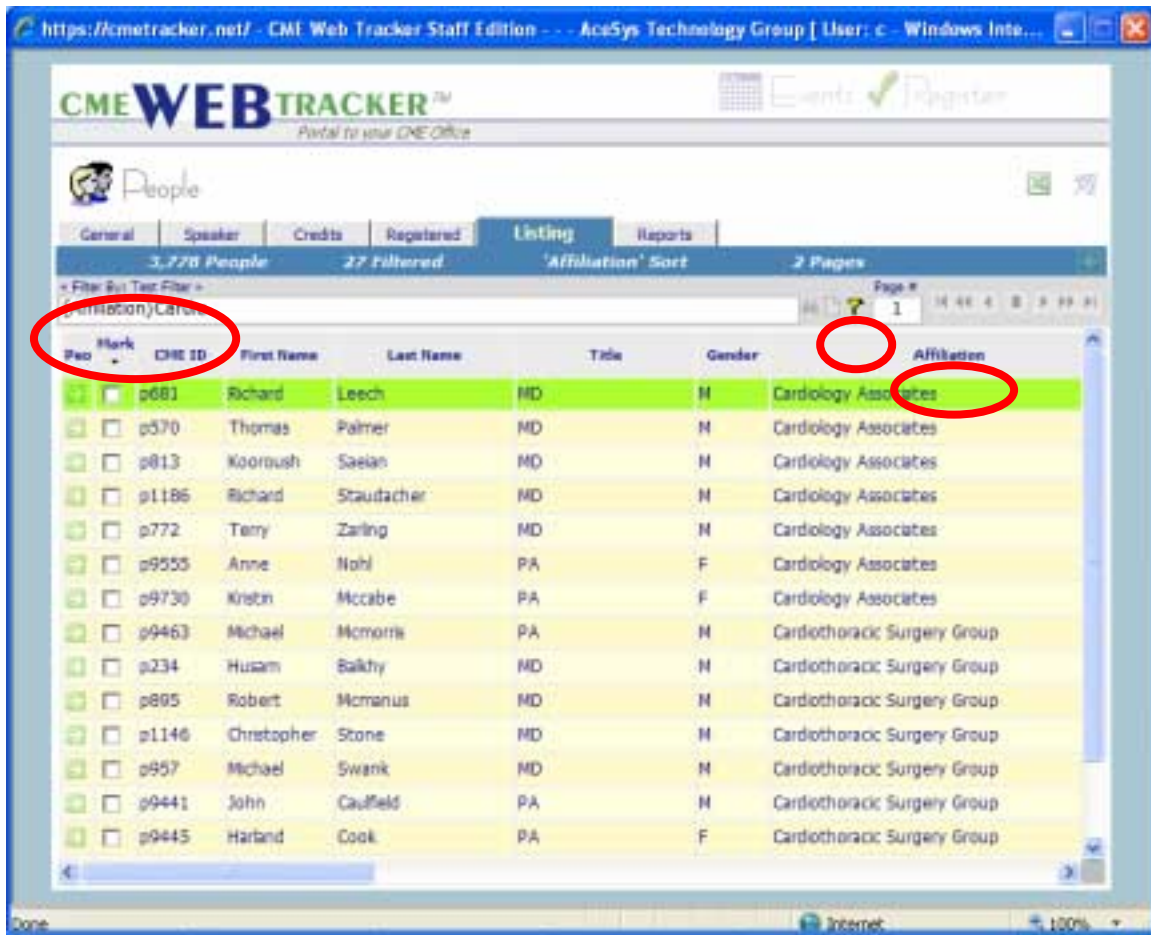 https://cmetracker.net/ - CME Web Tracker Staff Edition - - - AceSys Technology Group [ User: c - Windows Inte....
CME WEB TRACKER TM
Portal to your CME Office
Events Register
People
General Speaker Credits Registered Listing Reports
3,778 People 27 Filtered 'Affiliation' Sort 2 Pages
< Filter By: Text Filter > Page #
1
Peo Mark CME ID First Name Last Name Title Gender Affiliation
p681 Richard Leech MD M Cardiology Associates
p570 Thomas Palmer MD M Cardiology Associates
p813 Kooroush Saeian MD M Cardiology Associates
p1186 Richard Staudacher MD M Cardiology Associates
p772 Terry Zaring MD M Cardiology Associates
p9555 Anne Nohl PA F Cardiology Associates
p9730 Kristin Mccabe PA F Cardiology Associates
p9463 Michael Mcmorris PA M Cardiothoracic Surgery Group
p234 Husam Balkhy MD M Cardiothoracic Surgery Group
p895 Robert Mcmanus MD M Cardiothoracic Surgery Group
p1146 Christopher Stone MD M Cardiothoracic Surgery Group
p957 Michael Swank MD M Cardiothoracic Surgery Group
p9441 John Caulfield PA M Cardiothoracic Surgery Group
p9445 Harland Cook PA F Cardiothoracic Surgery Group
Done Internet 100%